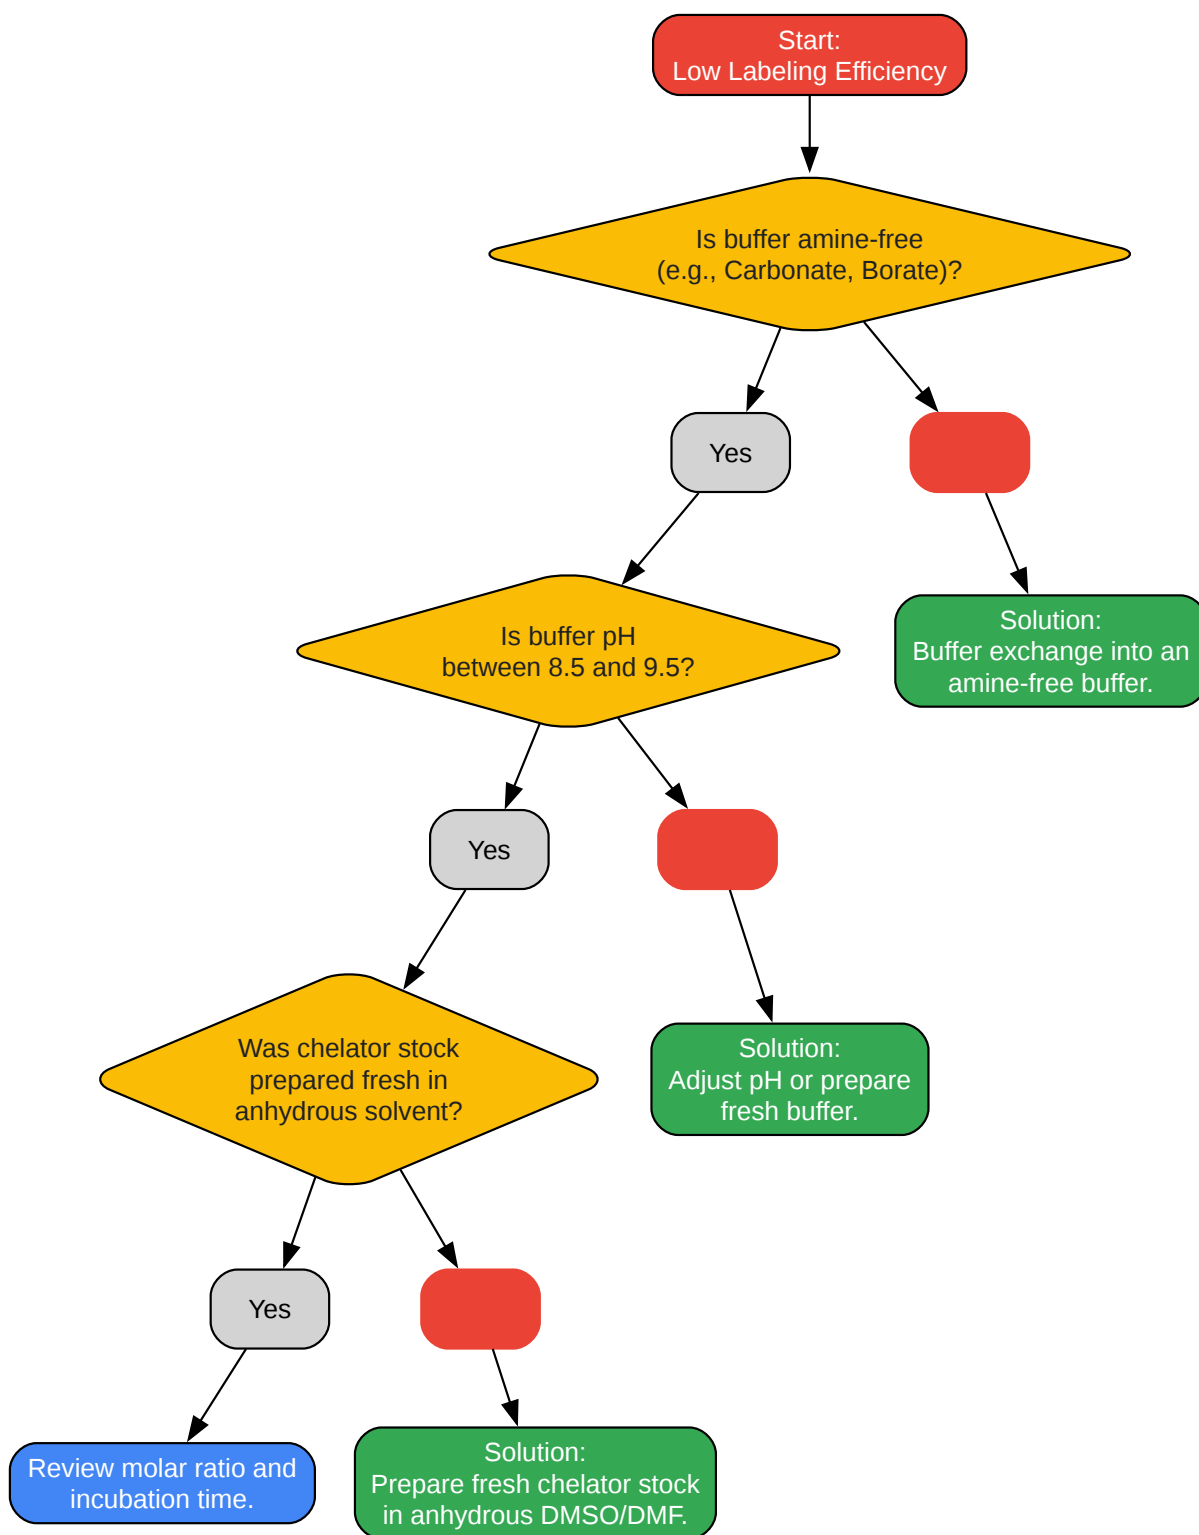 Start:
Low Labeling Efficiency
Is buffer amine-free
(e.g., Carbonate, Borate)?
Yes
Solution:
Buffer exchange into an
amine-free buffer.
Is buffer pH
between 8.5 and 9.5?
Yes
Solution:
Adjust pH or prepare
fresh buffer.
Was chelator stock
prepared fresh in
anhydrous solvent?
Yes
Review molar ratio and
incubation time.
Solution:
Prepare fresh chelator stock
in anhydrous DMSO/DMF.